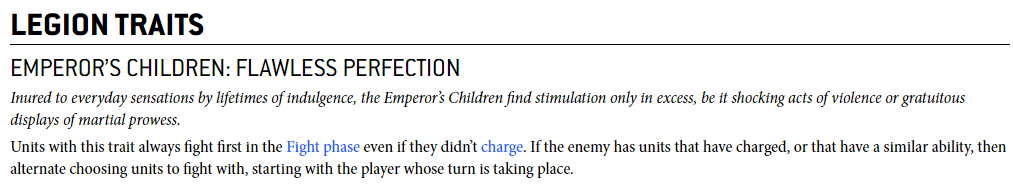 LEGION TRAITS
EMPEROR’S CHILDREN: FLAWLESS PERFECTION
Inured to everyday sensations by lifetimes of indulgence, the Emperor’s Children find stimulation only in excess, be it shocking acts of violence or gratuitous
displays of martial prowess.
Units with this trait always fight first in the Fight phase even if they didn’t charge. If the enemy has units that have charged, or that have a similar ability, then
alternate choosing units to fight with, starting with the player whose turn is taking place.